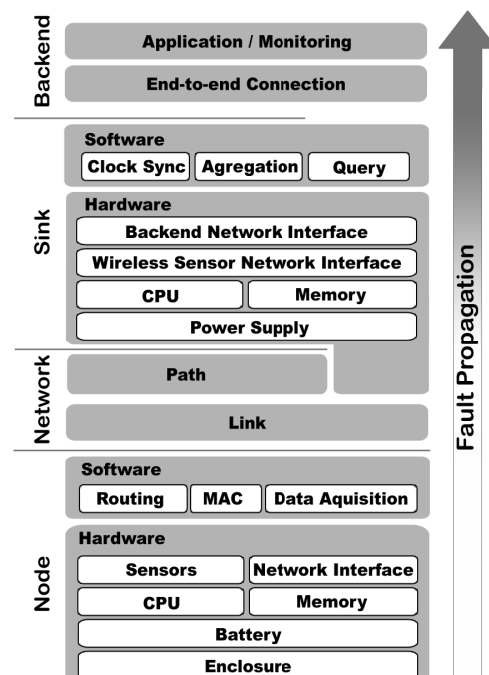 Backend
Application / Monitoring
End-to-end Connection
Sink
Software
Clock Sync Agregation Query
Hardware
Backend Network Interface
Wireless Sensor Network Interface
CPU Memory
Power Supply
Network
Path
Link
Node
Software
Routing MAC Data Aquisition
Hardware
Sensors Network Interface
CPU Memory
Battery
Enclosure
Fault Propagation